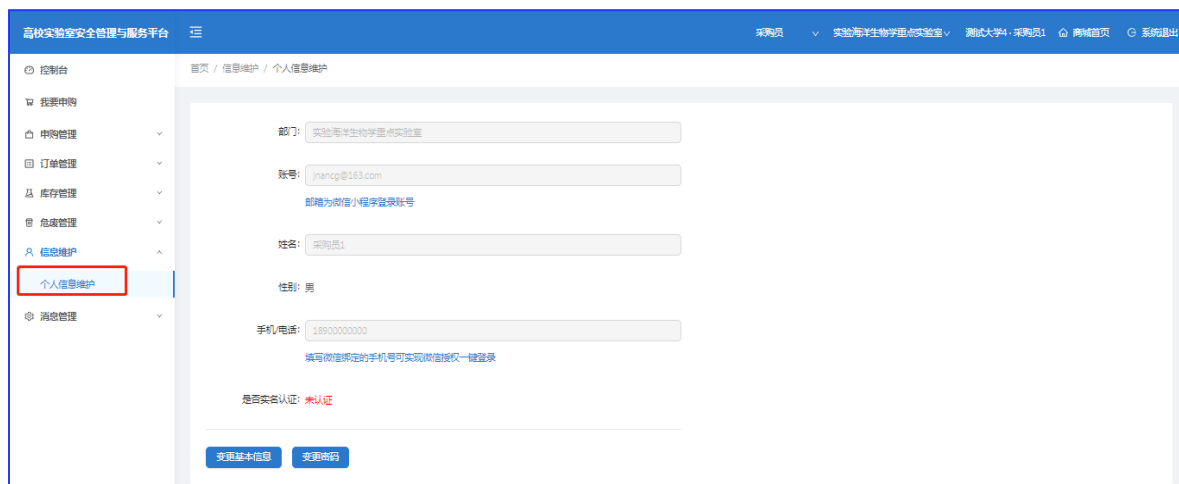 高校实验室安全管理与服务平台 采购员 实验海洋生物学重点实验室 测试大学4 · 采购员1 商城首页 系统退出
控制台
首页 / 信息维护 / 个人信息维护
我要申购
申购管理
订单管理
库存管理
危废管理
信息维护
个人信息维护
消息管理
部门: 实验海洋生物学重点实验室
账号: jnancg@163.com
邮箱为微信小程序登录账号
姓名: 采购员1
性别: 男
手机/电话: 18900000000
填写微信绑定的手机号可实现微信授权一键登录
是否实名认证: 未认证
变更基本信息 变更密码